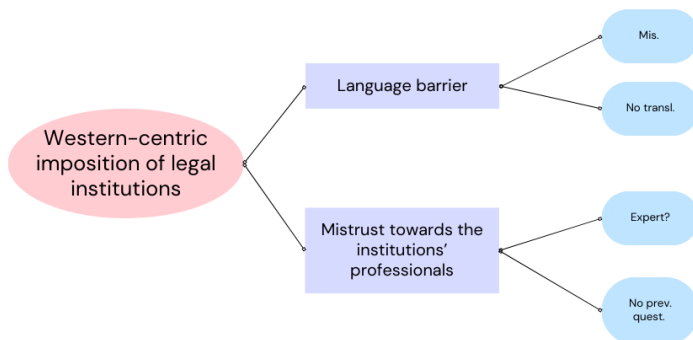 Western-centric
imposition of legal
institutions
Language barrier
Mis.
No transl.
Mistrust towards the
institutions’
professionals
Expert?
No prev.
quest.